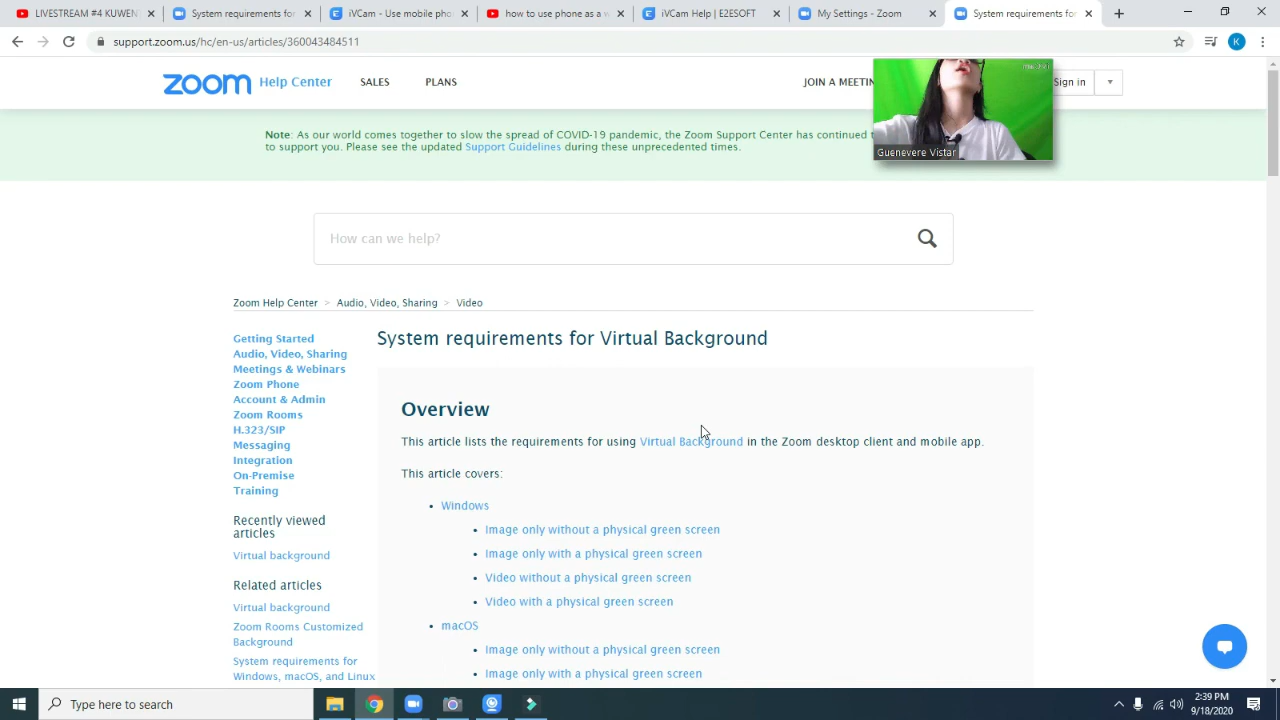 LIVESTREAM #4 KUWEN
Zoom Settings - Zoom
iVCam - Mobile pho
how to use as a w
iVCam Help | E2ESOFT
My Settings - Zoom
System requirements for
support.zoom.us/hc/en-us/articles/360043484511
K
zoom Help Center SALES PLANS JOIN A MEETIN Sign in
Note: As our world comes together to slow the spread of COVID-19 pandemic, the Zoom Support Center has continued t
to support you. Please see the updated Support Guidelines during these unprecedented times.
Guenevere Vistar
How can we help?
Zoom Help Center > Audio, Video, Sharing > Video
Getting Started
Audio, Video, Sharing
Meetings & Webinars
Zoom Phone
Account & Admin
Zoom Rooms
H.323/SIP
Messaging
Integration
On-Premise
Training
Recently viewed
articles
Virtual background
Related articles
Virtual background
Zoom Rooms Customized
Background
System requirements for
Windows, macOS, and Linux
System requirements for Virtual Background
Overview
This article lists the requirements for using Virtual Background in the Zoom desktop client and mobile app.
This article covers:
• Windows
• Image only without a physical green screen
• Image only with a physical green screen
• Video without a physical green screen
• Video with a physical green screen
• macOS
• Image only without a physical green screen
• Image only with a physical green screen
Type here to search
2:39 PM
9/18/2020